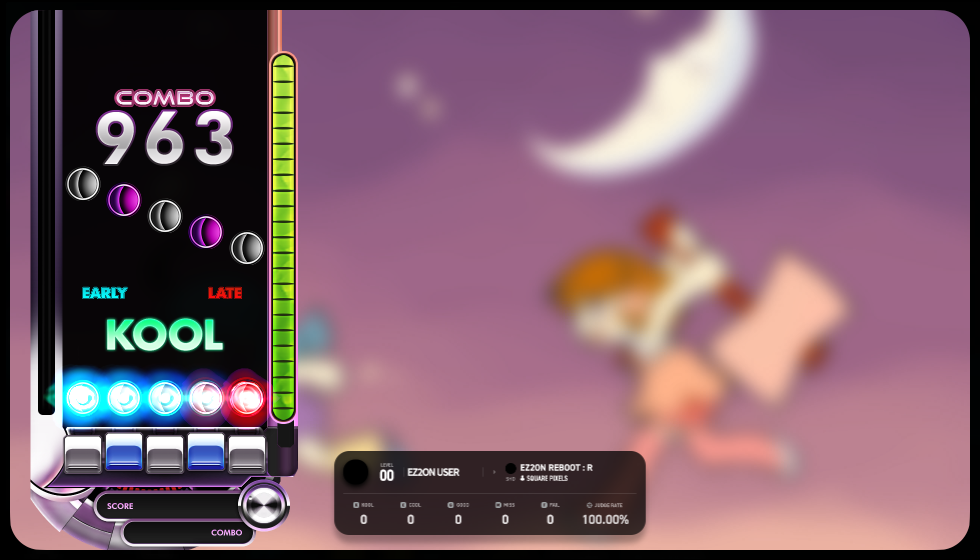 COMBO
963
EARLY LATE
KOOL
SCORE
COMBO
LEVEL
00 EZ2ON USER
EZ2ON REBOOT : R
SQUARE PIXELS
KOOL COOL GOOD MISS FAIL JUDGE RATE
0 0 0 0 0 100.00%